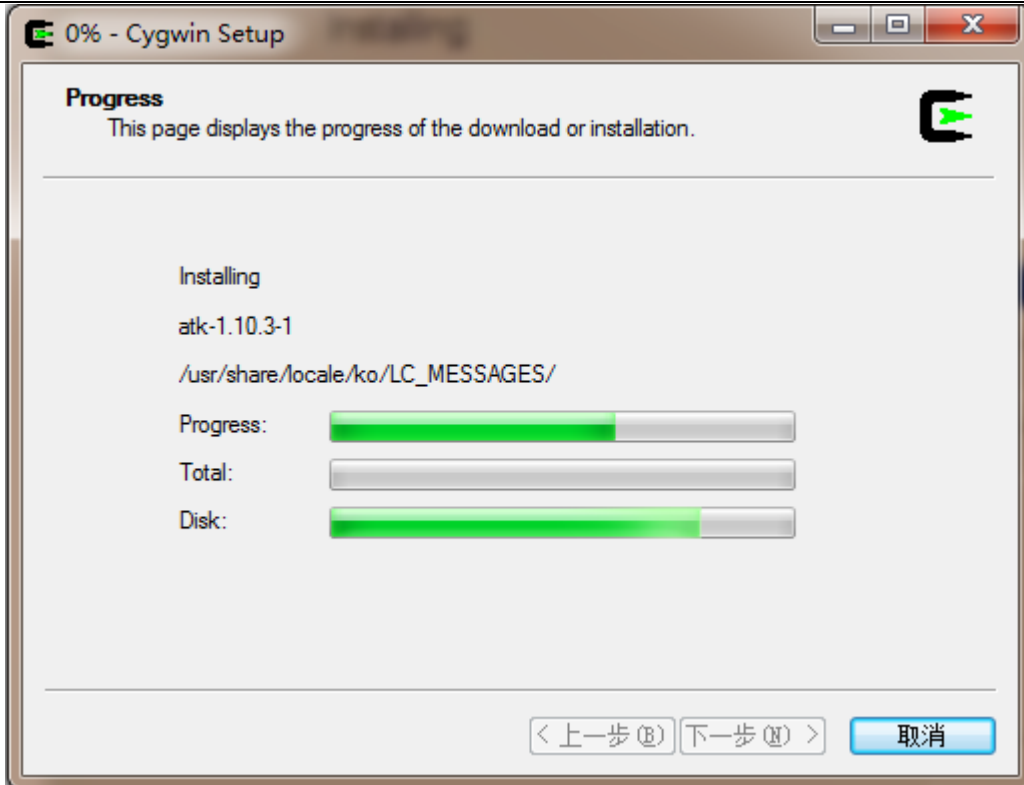 0% - Cygwin Setup
Progress
This page displays the progress of the download or installation.
Installing
atk-1.10.3-1
/usr/share/locale/ko/LC_MESSAGES/
Progress:
Total:
Disk:
< 上一步(B) 下一步(N) > 取消